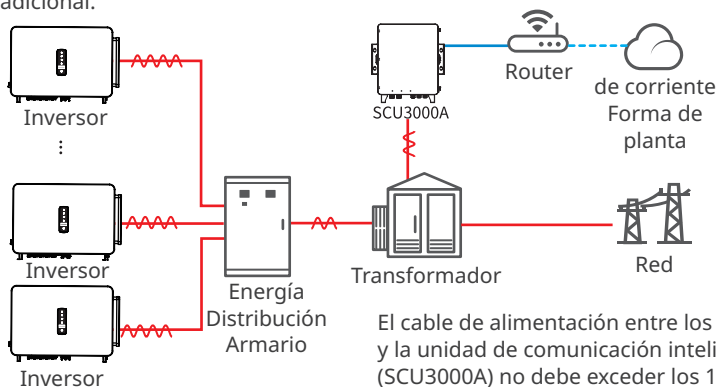 adicional.
Inversor
Inversor
Inversor
Energía
Distribución
Armario
SCU3000A
Router
de corriente
Forma de
planta
Transformador
Red
El cable de alimentación entre los
y la unidad de comunicación inteli
(SCU3000A) no debe exceder los 1